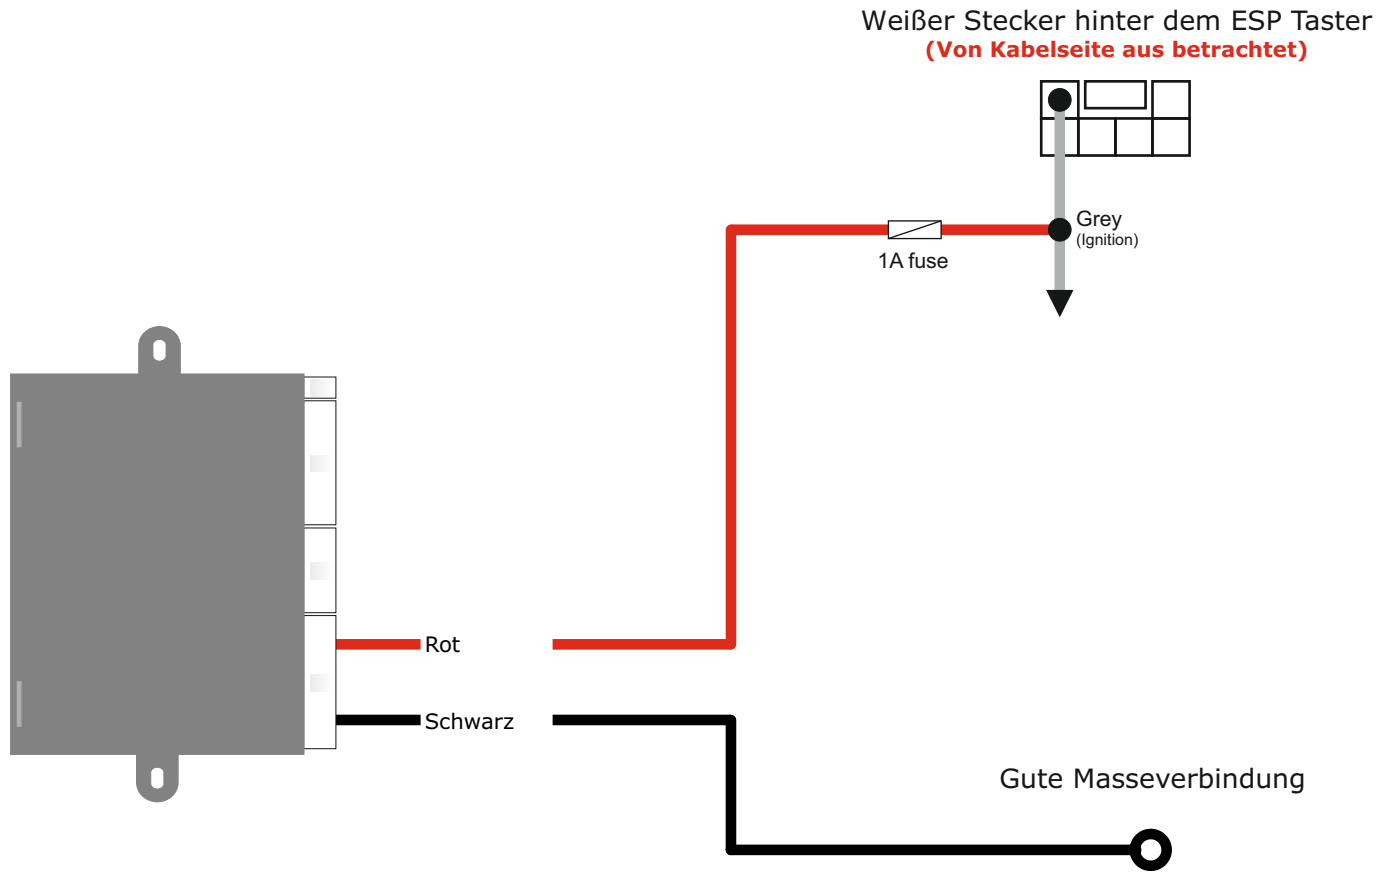 Weißer Stecker hinter dem ESP Taster
(Von Kabelseite aus betrachtet)
Grey
(Ignition)
1A fuse
Rot
Schwarz
Gute Masseverbindung